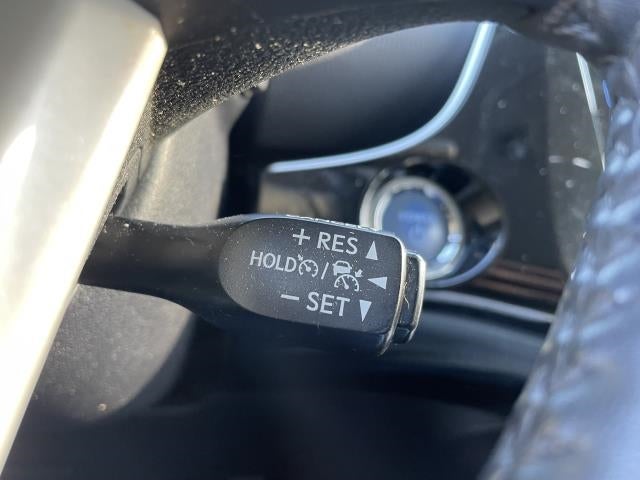 + RES ▲
HOLD / ◀
− SET ▼